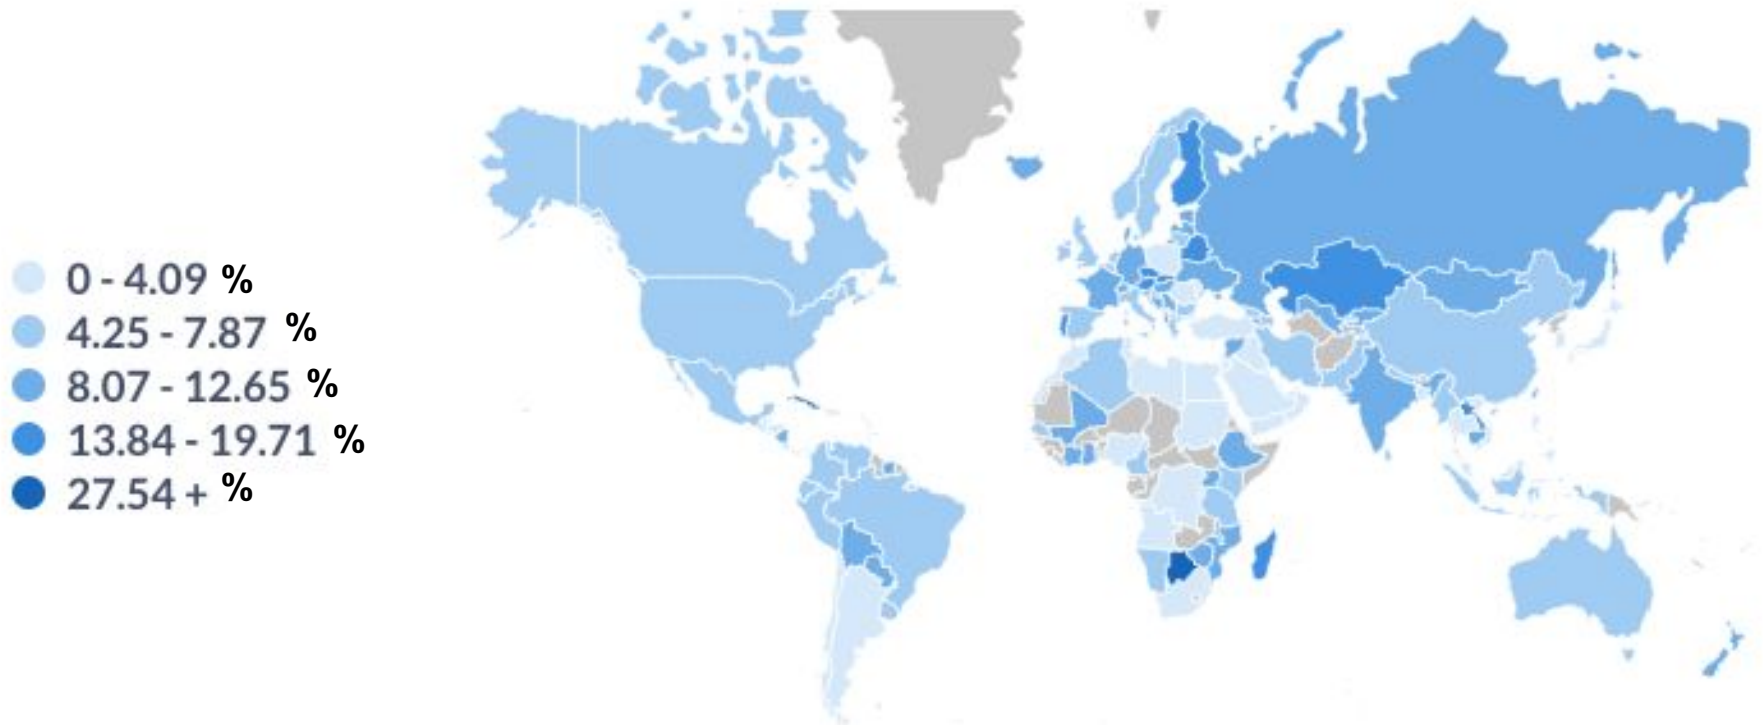 0 - 4.09 %
4.25 - 7.87 %
8.07 - 12.65 %
13.84 - 19.71 %
27.54 + %